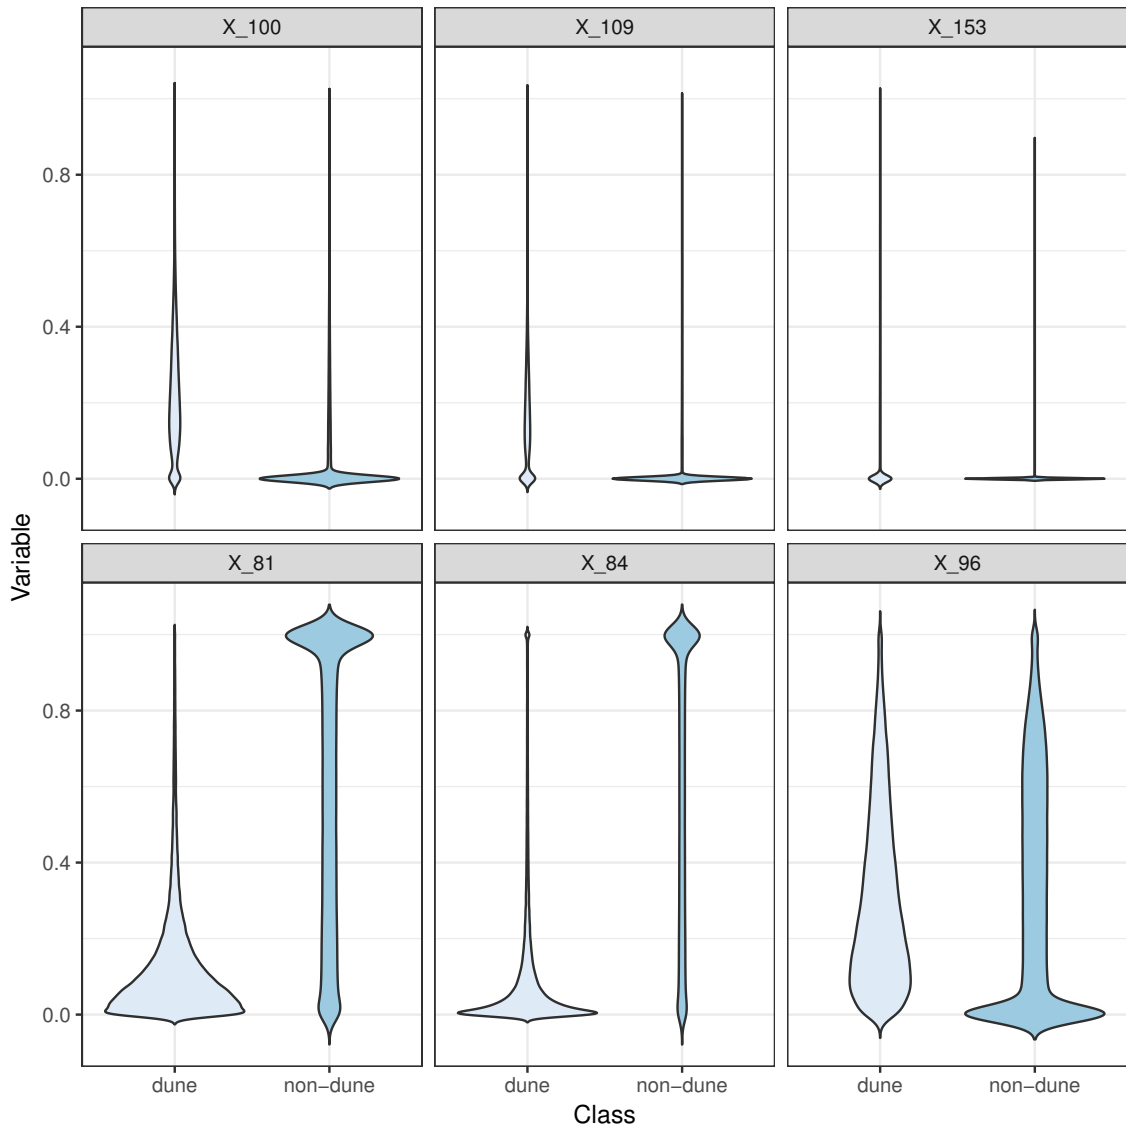 X_100 X_109 X_153
0.8
0.4
0.0
Variable
X_81 X_84 X_96
0.8
0.4
0.0
dune non−dune dune non−dune dune non−dune
Class